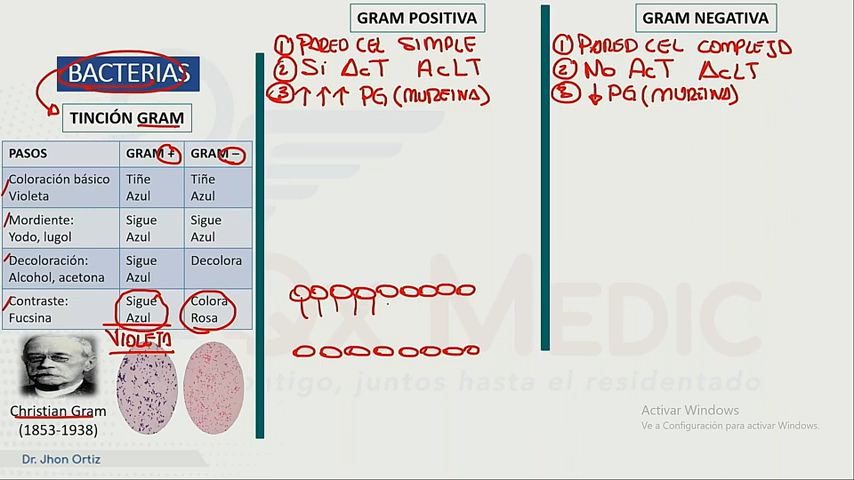 BACTERIAS
TINCIÓN GRAM
PASOS GRAM + GRAM –
Coloración básico Violeta Tiñe Azul Tiñe Azul
Mordiente: Yodo, lugol Sigue Azul Sigue Azul
Decoloración: Alcohol, acetona Sigue Azul Decolora
Contraste: Fucsina Sigue Azul Colora Rosa
VIOLETA
Christian Gram
(1853-1938)
Dr. Jhon Ortiz
GRAM POSITIVA
① PARED CEL SIMPLE
② Si AcT AcLT
③ ↑↑↑ PG (MUREINA)
GRAM NEGATIVA
① PARED CEL COMPLEJO
② No AcT AcLT
③ ↓ PG (MUREINA)
MEDIC
ontigo, juntos hasta el residentado
Activar Windows
Ve a Configuración para activar Windows.